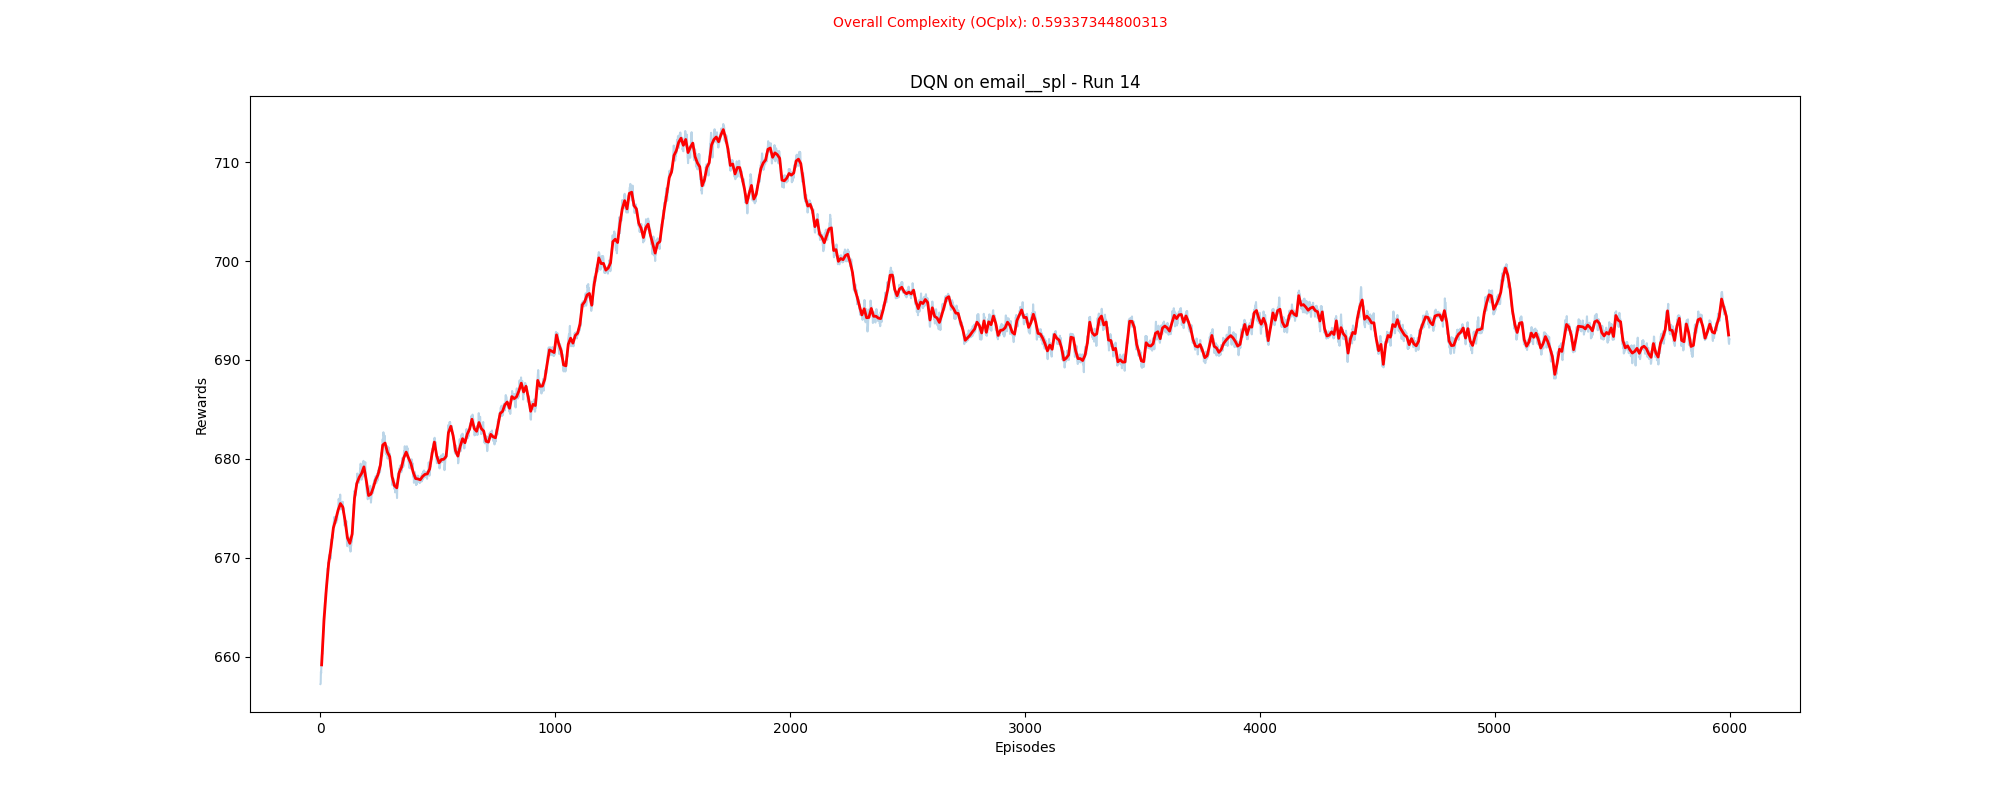 Overall Complexity (OCplx): 0.59337344800313
DQN on email__spl - Run 14
710
700
690
680
670
660
Rewards
0 1000 2000 3000 4000 5000 6000
Episodes